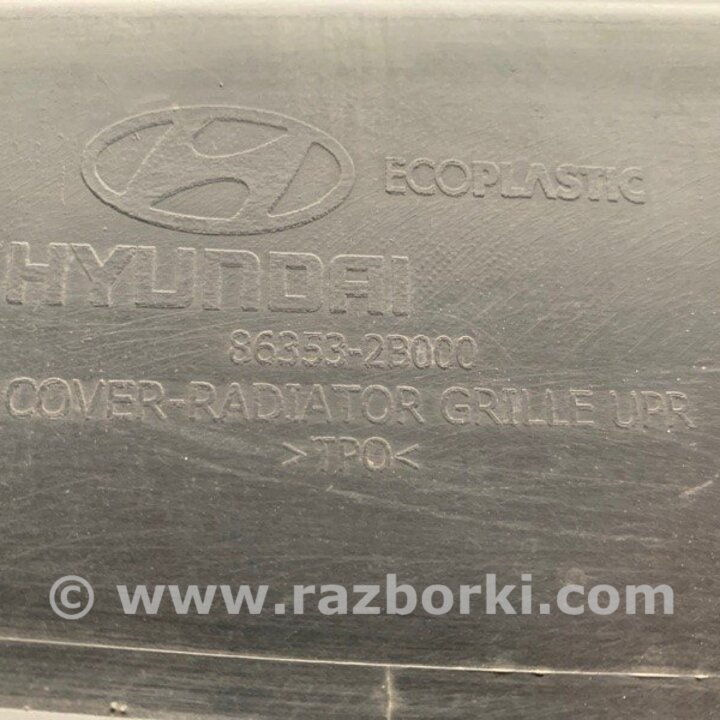 ECOPLASTIC
HYUNDAI
86353-2B000
COVER-RADIATOR GRILLE UPR
>TPO<
© www.razborki.com